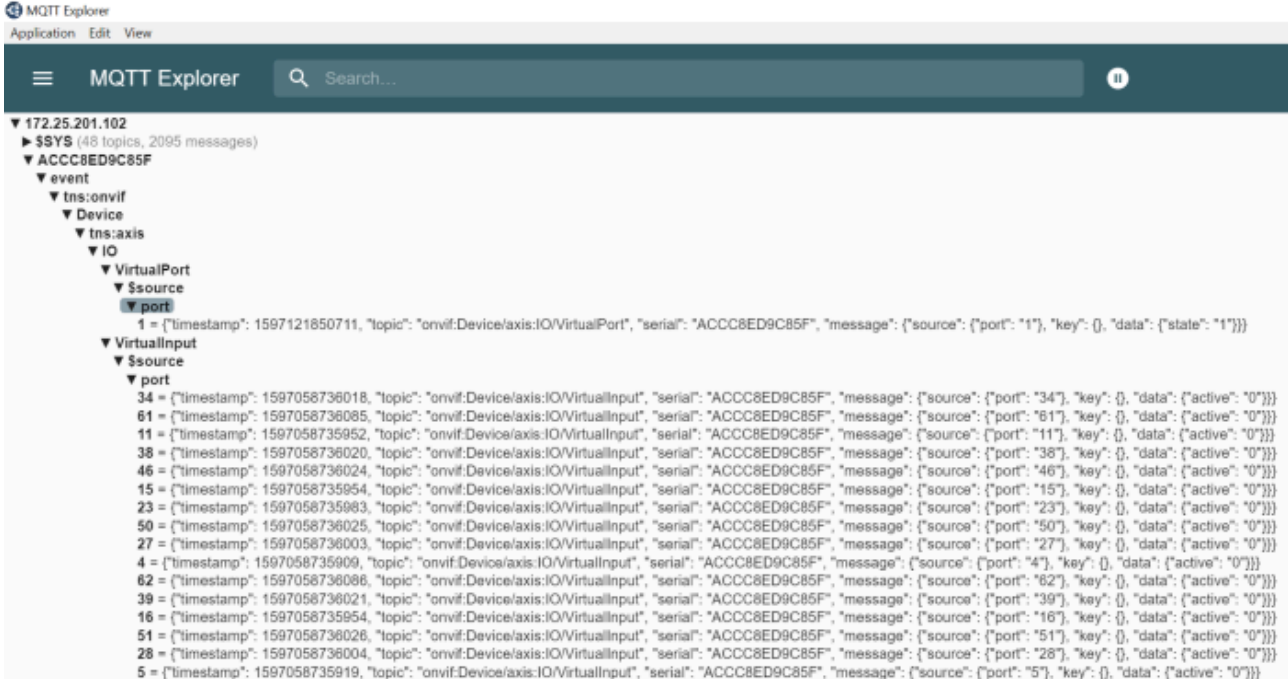 MQTT Explorer
Application Edit View
MQTT Explorer Search...
▼ 172.25.201.102
▶ $SYS (48 topics, 2095 messages)
▼ ACCC8ED9C85F
▼ event
▼ tns:onvif
▼ Device
▼ tns:axis
▼ IO
▼ VirtualPort
▼ $source
▼ port
1 = {"timestamp": 1597121850711, "topic": "onvif:Device/axis:IO/VirtualPort", "serial": "ACCC8ED9C85F", "message": {"source": {"port": "1"}, "key": {}, "data": {"state": "1"}}}
▼ VirtualInput
▼ $source
▼ port
34 = {"timestamp": 1597058736018, "topic": "onvif:Device/axis:IO/VirtualInput", "serial": "ACCC8ED9C85F", "message": {"source": {"port": "34"}, "key": {}, "data": {"active": "0"}}}
61 = {"timestamp": 1597058736085, "topic": "onvif:Device/axis:IO/VirtualInput", "serial": "ACCC8ED9C85F", "message": {"source": {"port": "61"}, "key": {}, "data": {"active": "0"}}}
11 = {"timestamp": 1597058735952, "topic": "onvif:Device/axis:IO/VirtualInput", "serial": "ACCC8ED9C85F", "message": {"source": {"port": "11"}, "key": {}, "data": {"active": "0"}}}
38 = {"timestamp": 1597058736020, "topic": "onvif:Device/axis:IO/VirtualInput", "serial": "ACCC8ED9C85F", "message": {"source": {"port": "38"}, "key": {}, "data": {"active": "0"}}}
46 = {"timestamp": 1597058736024, "topic": "onvif:Device/axis:IO/VirtualInput", "serial": "ACCC8ED9C85F", "message": {"source": {"port": "46"}, "key": {}, "data": {"active": "0"}}}
15 = {"timestamp": 1597058735954, "topic": "onvif:Device/axis:IO/VirtualInput", "serial": "ACCC8ED9C85F", "message": {"source": {"port": "15"}, "key": {}, "data": {"active": "0"}}}
23 = {"timestamp": 1597058735983, "topic": "onvif:Device/axis:IO/VirtualInput", "serial": "ACCC8ED9C85F", "message": {"source": {"port": "23"}, "key": {}, "data": {"active": "0"}}}
50 = {"timestamp": 1597058736025, "topic": "onvif:Device/axis:IO/VirtualInput", "serial": "ACCC8ED9C85F", "message": {"source": {"port": "50"}, "key": {}, "data": {"active": "0"}}}
27 = {"timestamp": 1597058736003, "topic": "onvif:Device/axis:IO/VirtualInput", "serial": "ACCC8ED9C85F", "message": {"source": {"port": "27"}, "key": {}, "data": {"active": "0"}}}
4 = {"timestamp": 1597058735909, "topic": "onvif:Device/axis:IO/VirtualInput", "serial": "ACCC8ED9C85F", "message": {"source": {"port": "4"}, "key": {}, "data": {"active": "0"}}}
62 = {"timestamp": 1597058736086, "topic": "onvif:Device/axis:IO/VirtualInput", "serial": "ACCC8ED9C85F", "message": {"source": {"port": "62"}, "key": {}, "data": {"active": "0"}}}
39 = {"timestamp": 1597058736021, "topic": "onvif:Device/axis:IO/VirtualInput", "serial": "ACCC8ED9C85F", "message": {"source": {"port": "39"}, "key": {}, "data": {"active": "0"}}}
16 = {"timestamp": 1597058735954, "topic": "onvif:Device/axis:IO/VirtualInput", "serial": "ACCC8ED9C85F", "message": {"source": {"port": "16"}, "key": {}, "data": {"active": "0"}}}
51 = {"timestamp": 1597058736026, "topic": "onvif:Device/axis:IO/VirtualInput", "serial": "ACCC8ED9C85F", "message": {"source": {"port": "51"}, "key": {}, "data": {"active": "0"}}}
28 = {"timestamp": 1597058736004, "topic": "onvif:Device/axis:IO/VirtualInput", "serial": "ACCC8ED9C85F", "message": {"source": {"port": "28"}, "key": {}, "data": {"active": "0"}}}
5 = {"timestamp": 1597058735919, "topic": "onvif:Device/axis:IO/VirtualInput", "serial": "ACCC8ED9C85F", "message": {"source": {"port": "5"}, "key": {}, "data": {"active": "0"}}}